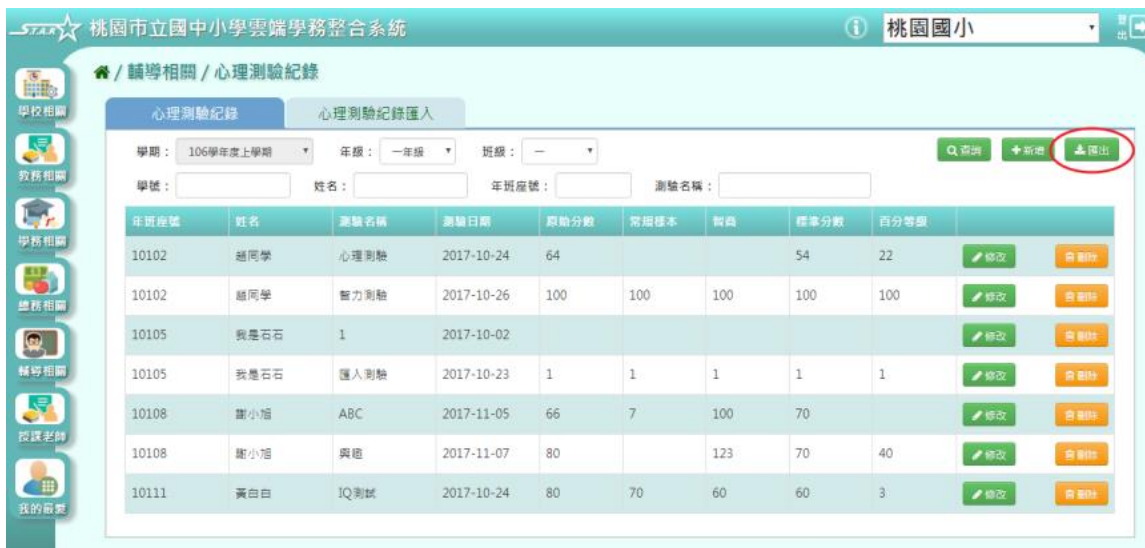 STAR 桃園市立國中小學雲端學務整合系統 桃園國小 登出
/ 輔導相關 / 心理測驗紀錄
心理測驗紀錄 心理測驗紀錄匯入
學期： 106學年度上學期 年級： 一年級 班級： 一 查詢 新增 匯出
學號： 姓名： 年班座號： 測驗名稱：
年班座號 姓名 測驗名稱 測驗日期 原始分數 常規樣本 智商 標準分數 百分等級
10102 趙同學 心理測驗 2017-10-24 64 54 22 修改 刪除
10102 趙同學 智力測驗 2017-10-26 100 100 100 100 100 修改 刪除
10105 我是石石 1 2017-10-02 修改 刪除
10105 我是石石 匯入測驗 2017-10-23 1 1 1 1 1 修改 刪除
10108 謝小旭 ABC 2017-11-05 66 7 100 70 修改 刪除
10108 謝小旭 興趣 2017-11-07 80 123 70 40 修改 刪除
10111 黃白白 IQ測試 2017-10-24 80 70 60 60 3 修改 刪除
學校相關
教務相關
學務相關
總務相關
輔導相關
授課老師
我的最愛